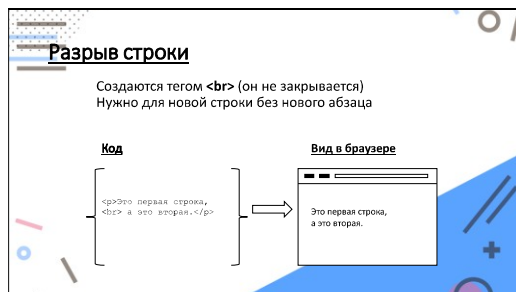 Разрыв строки
Создаются тегом <br> (он не закрывается)
Нужно для новой строки без нового абзаца
Код
Вид в браузере
<p>Это первая строка,
<br> а это вторая.</p>
Это первая строка,
а это вторая.